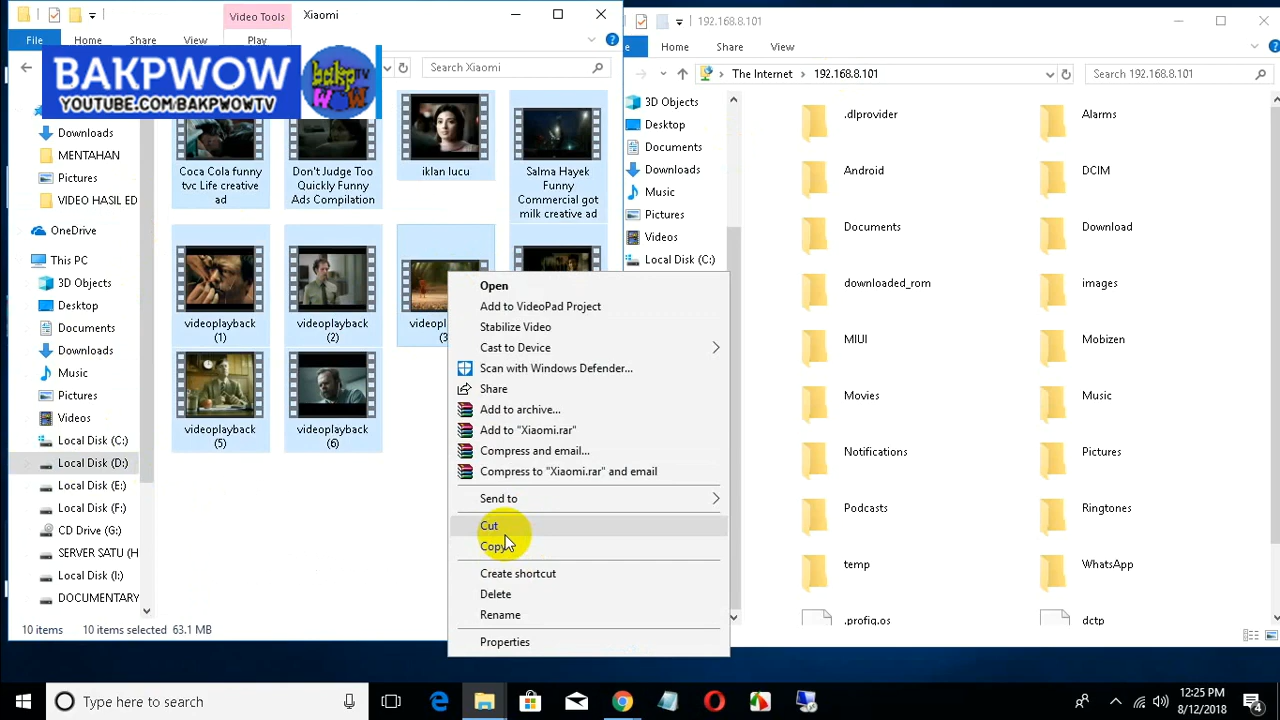 Video Tools
Xiaomi
File
Home
Share
View
Play
BAKPWOW
YOUTUBE.COM/BAKPWOWTV
bakp TV
WOW
Search Xiaomi
Downloads
MENTAHAN
Pictures
VIDEO HASIL ED
OneDrive
This PC
3D Objects
Desktop
Documents
Downloads
Music
Pictures
Videos
Local Disk (C:)
Local Disk (D:)
Local Disk (E:)
Local Disk (F:)
CD Drive (G:)
SERVER SATU (H
Local Disk (I:)
DOCUMENTARY
Coca Cola funny
tvc Life creative
ad
Don't Judge Too
Quickly Funny
Ads Compilation
iklan lucu
Salma Hayek
Funny
Commercial got
milk creative ad
videoplayback
(1)
videoplayback
(2)
videopl
(3
videoplayback
(5)
videoplayback
(6)
10 items
10 items selected
63.1 MB
Open
Add to VideoPad Project
Stabilize Video
Cast to Device
Scan with Windows Defender...
Share
Add to archive...
Add to "Xiaomi.rar"
Compress and email...
Compress to "Xiaomi.rar" and email
Send to
Cut
Copy
Create shortcut
Delete
Rename
Properties
192.168.8.101
e
Home
Share
View
The Internet
192.168.8.101
Search 192.168.8.101
3D Objects
Desktop
Documents
Downloads
Music
Pictures
Videos
Local Disk (C:)
.dlprovider
Alarms
Android
DCIM
Documents
Download
downloaded_rom
images
MIUI
Mobizen
Movies
Music
Notifications
Pictures
Podcasts
Ringtones
temp
WhatsApp
.profig.os
dctp
Type here to search
12:25 PM
8/12/2018
4